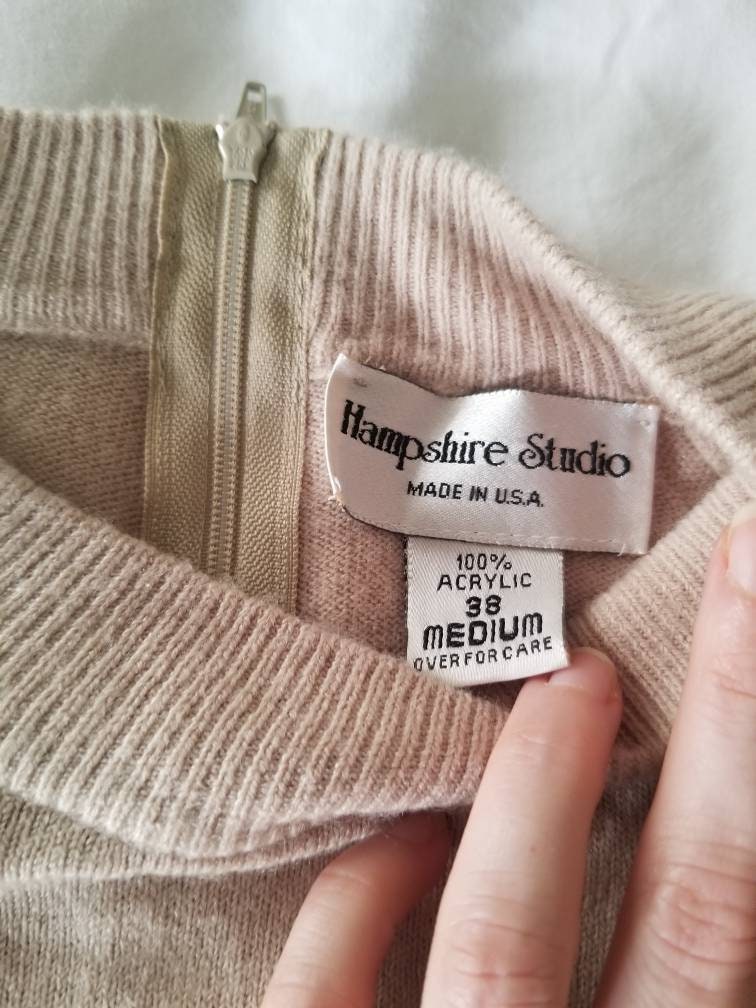 Hampshire Studio
MADE IN U.S.A.
100%
ACRYLIC
38
MEDIUM
OVER FOR CARE